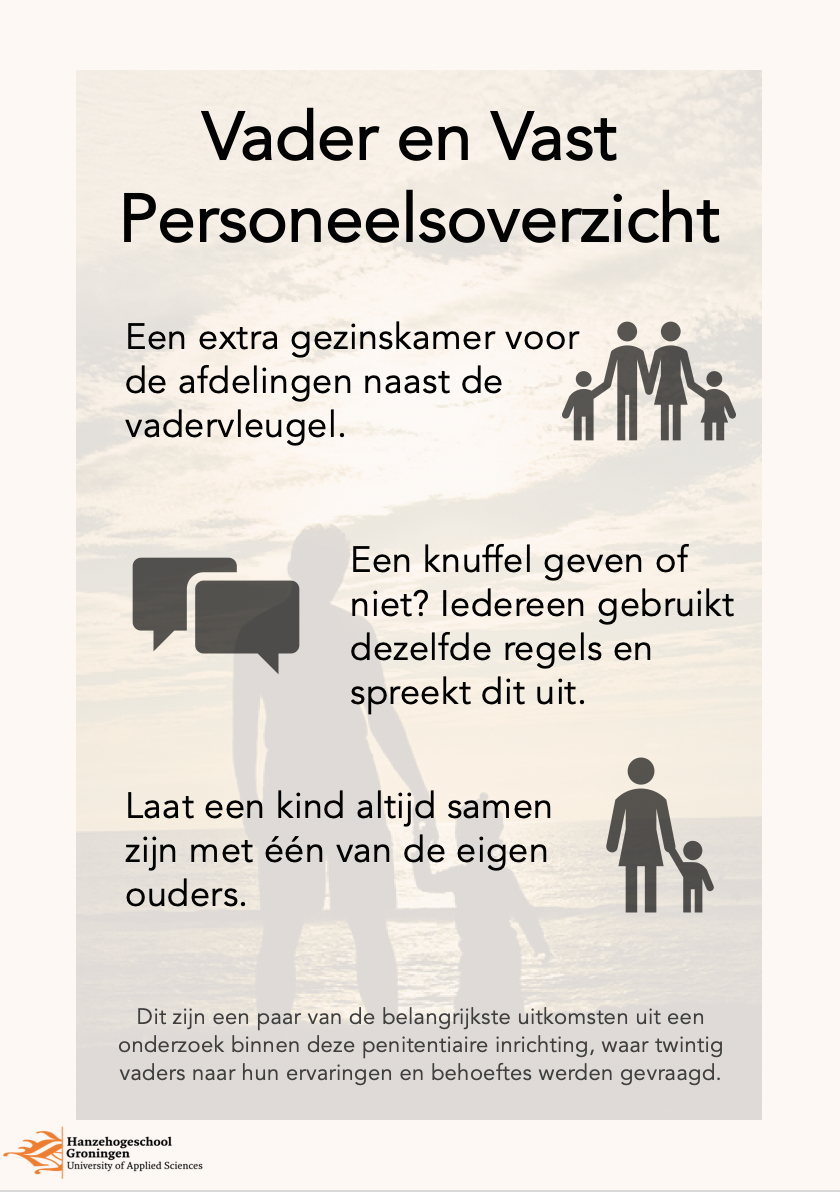 Vader en Vast
Personeelsoverzicht
Een extra gezinskamer voor
de afdelingen naast de
vadervleugel.
Een knuffel geven of
niet? Iedereen gebruikt
dezelfde regels en
spreekt dit uit.
Laat een kind altijd samen
zijn met één van de eigen
ouders.
Dit zijn een paar van de belangrijkste uitkomsten uit een
onderzoek binnen deze penitentiaire inrichting, waar twintig
vaders naar hun ervaringen en behoeftes werden gevraagd.
Hanzehogeschool
Groningen
University of Applied Sciences